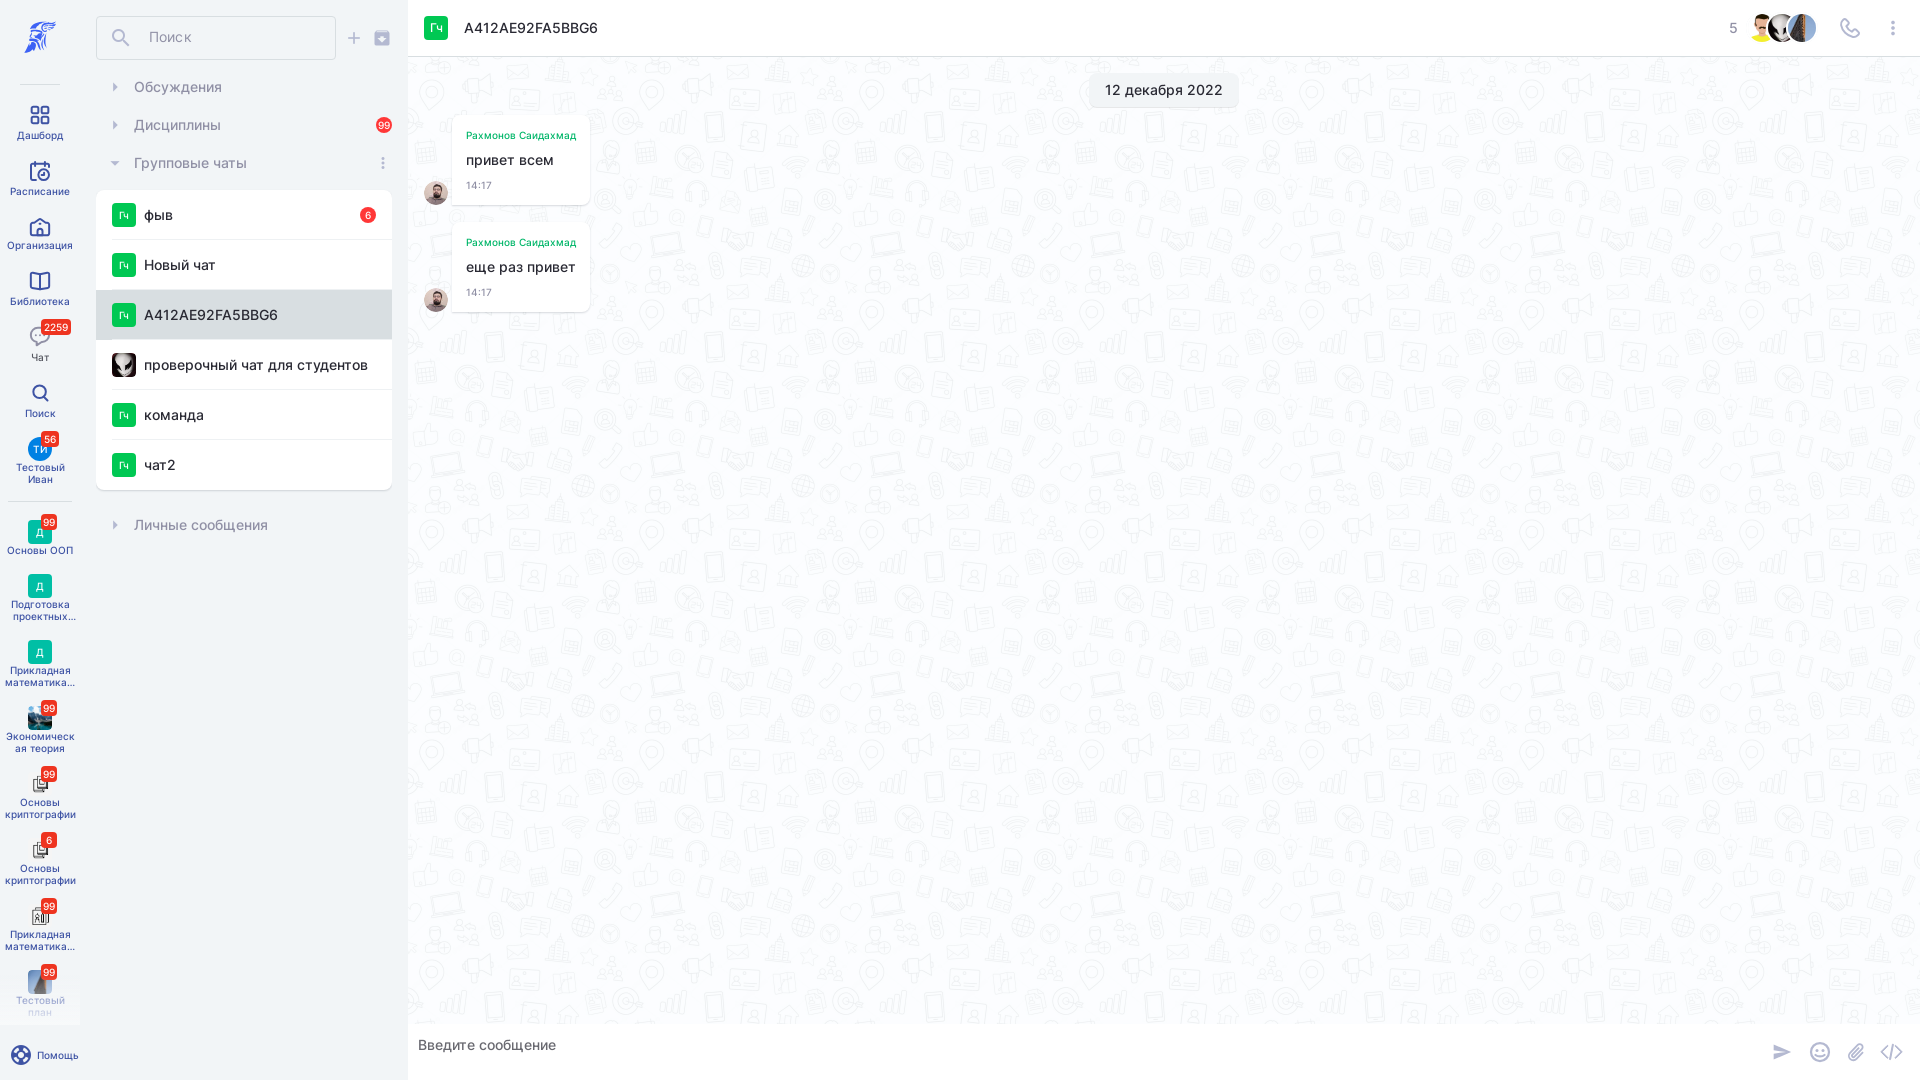 Дашборд
Расписание
Организация
Библиотека
2259
Чат
Поиск
56
ТИ
Тестовый
Иван
99
Д
Основы ООП
Д
Подготовка
проектных...
Д
Прикладная
математика...
99
Экономическ
ая теория
99
Основы
криптографии
6
Основы
криптографии
99
Прикладная
математика...
99
Тестовый
план
Помощь
Поиск
Обсуждения
Дисциплины
99
Групповые чаты
Гч
фыв
6
Гч
Новый чат
Гч
A412AE92FA5BBG6
проверочный чат для студентов
Гч
команда
Гч
чат2
Личные сообщения
Гч
A412AE92FA5BBG6
5
12 декабря 2022
Рахмонов Саидахмад
привет всем
14:17
Рахмонов Саидахмад
еще раз привет
14:17
Введите сообщение